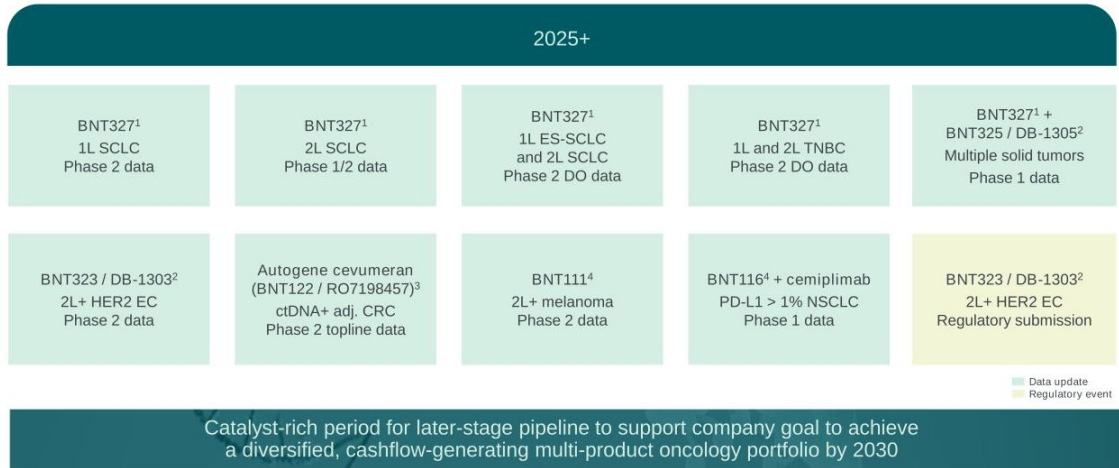 2025+
BNT327¹
1L SCLC
Phase 2 data
BNT327¹
2L SCLC
Phase 1/2 data
BNT327¹
1L ES-SCLC
and 2L SCLC
Phase 2 DO data
BNT327¹
1L and 2L TNBC
Phase 2 DO data
BNT327¹ +
BNT325 / DB-1305²
Multiple solid tumors
Phase 1 data
BNT323 / DB-1303²
2L+ HER2 EC
Phase 2 data
Autogene cevumeran
(BNT122 / RO7198457)³
ctDNA+ adj. CRC
Phase 2 topline data
BNT111⁴
2L+ melanoma
Phase 2 data
BNT116⁴ + cemiplimab
PD-L1 > 1% NSCLC
Phase 1 data
BNT323 / DB-1303²
2L+ HER2 EC
Regulatory submission
Data update
Regulatory event
Catalyst-rich period for later-stage pipeline to support company goal to achieve
a diversified, cashflow-generating multi-product oncology portfolio by 2030